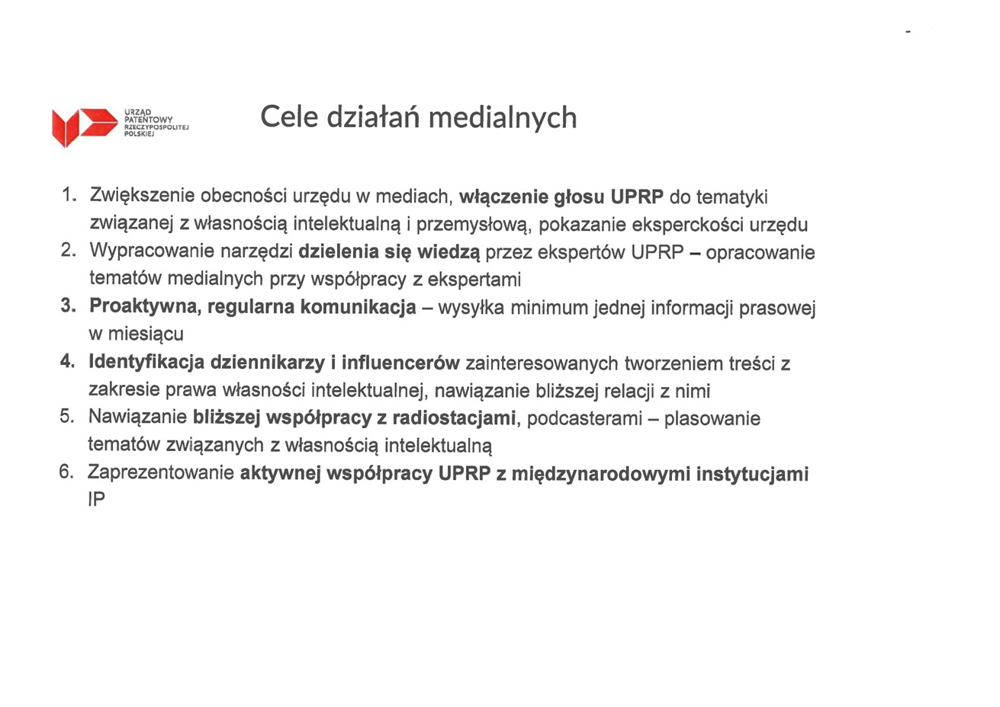 URZĄD
PATENTOWY
RZECZYPOSPOLITEJ
POLSKIEJ
Cele działań medialnych
1. Zwiększenie obecności urzędu w mediach, włączenie głosu UPRP do tematyki
związanej z własnością intelektualną i przemysłową, pokazanie eksperckości urzędu
2. Wypracowanie narzędzi dzielenia się wiedzą przez ekspertów UPRP – opracowanie
tematów medialnych przy współpracy z ekspertami
3. Proaktywna, regularna komunikacja – wysyłka minimum jednej informacji prasowej
w miesiącu
4. Identyfikacja dziennikarzy i influencerów zainteresowanych tworzeniem treści z
zakresie prawa własności intelektualnej, nawiązanie bliższej relacji z nimi
5. Nawiązanie bliższej współpracy z radiostacjami, podcasterami – plasowanie
tematów związanych z własnością intelektualną
6. Zaprezentowanie aktywnej współpracy UPRP z międzynarodowymi instytucjami
IP